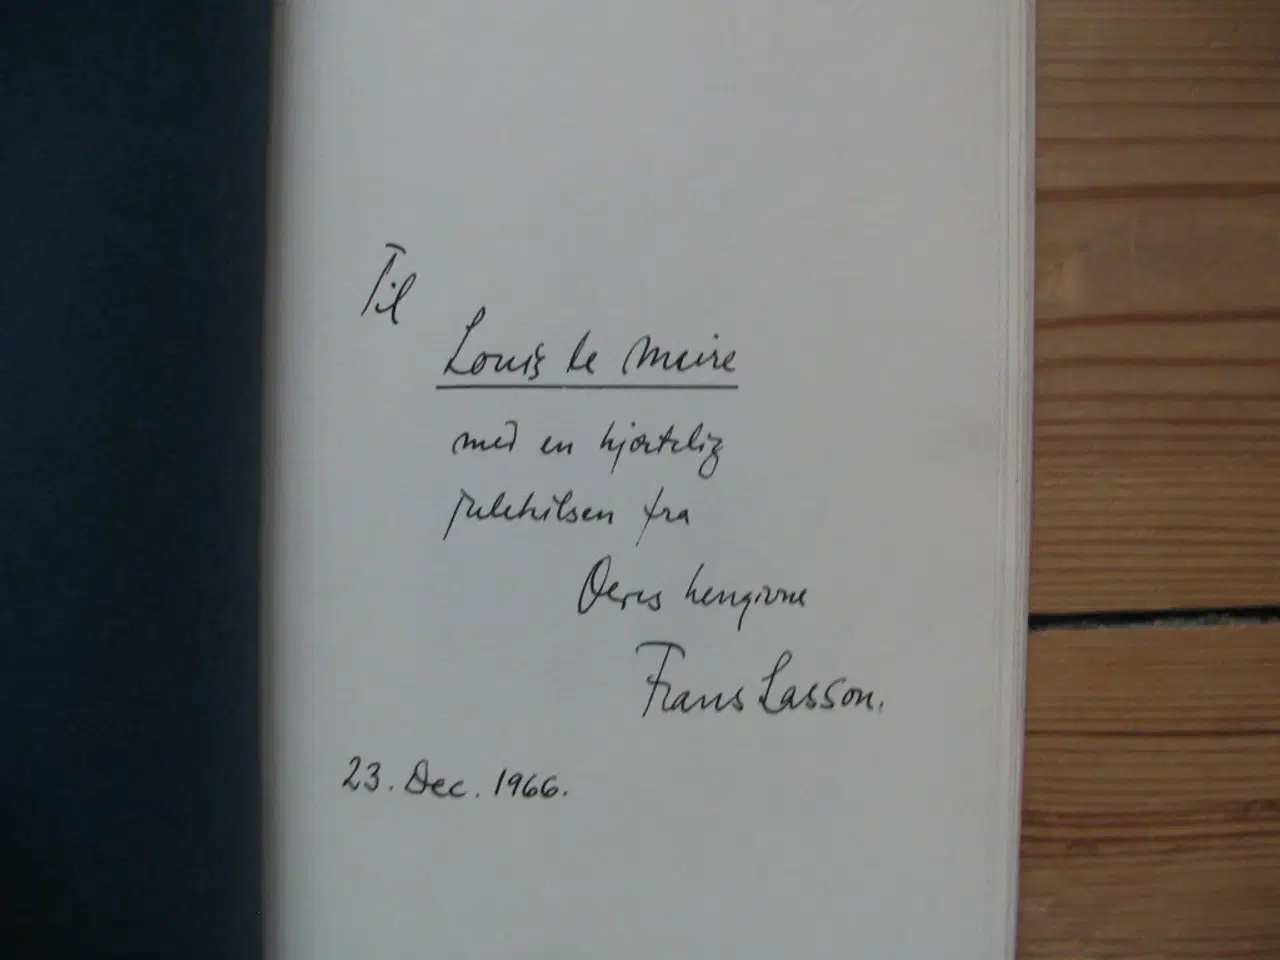 Til
Louis le Maire
med en hjertelig
julehilsen fra
Deres hengivne
Frans Lasson.
23. Dec. 1966.